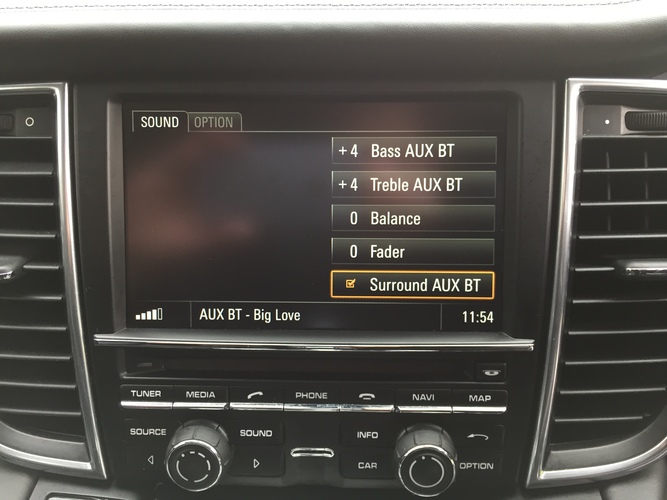 SOUND OPTION
+ 4 Bass AUX BT
+ 4 Treble AUX BT
0 Balance
0 Fader
Surround AUX BT
AUX BT - Big Love 11:54
TUNER MEDIA PHONE NAVI MAP
SOURCE SOUND INFO
CAR OPTION